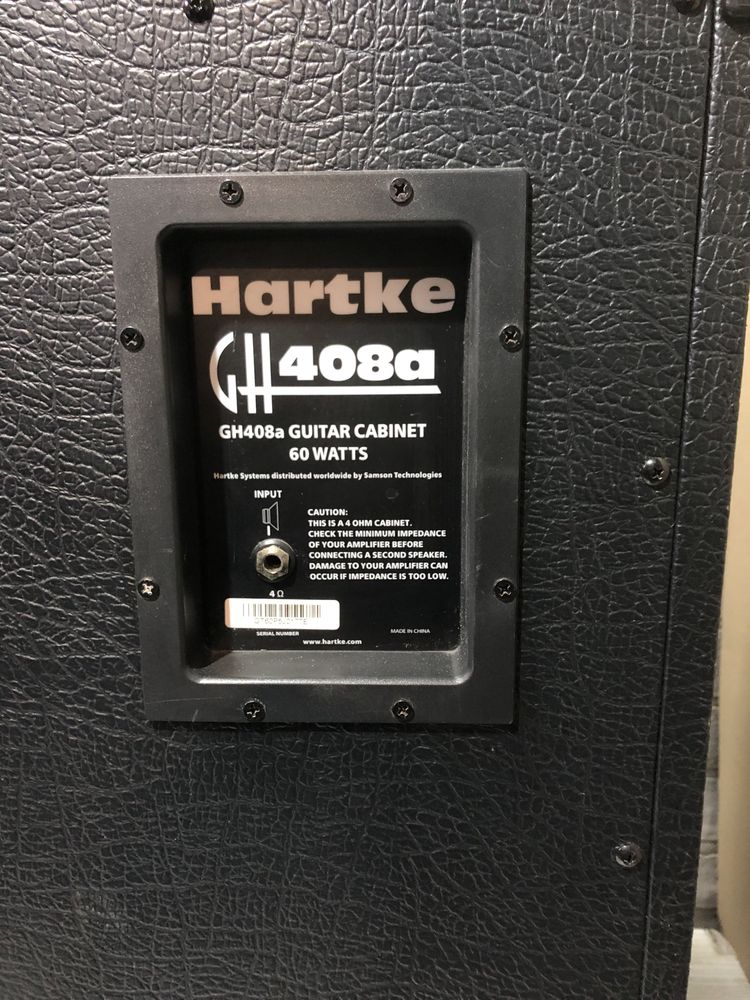 Hartke
GH408a
GH408a GUITAR CABINET
60 WATTS
Hartke Systems distributed worldwide by Samson Technologies
INPUT
CAUTION:
THIS IS A 4 OHM CABINET.
CHECK THE MINIMUM IMPEDANCE
OF YOUR AMPLIFIER BEFORE
CONNECTING A SECOND SPEAKER.
DAMAGE TO YOUR AMPLIFIER CAN
OCCUR IF IMPEDANCE IS TOO LOW.
4 Ω
SERIAL NUMBER
MADE IN CHINA
www.hartke.com